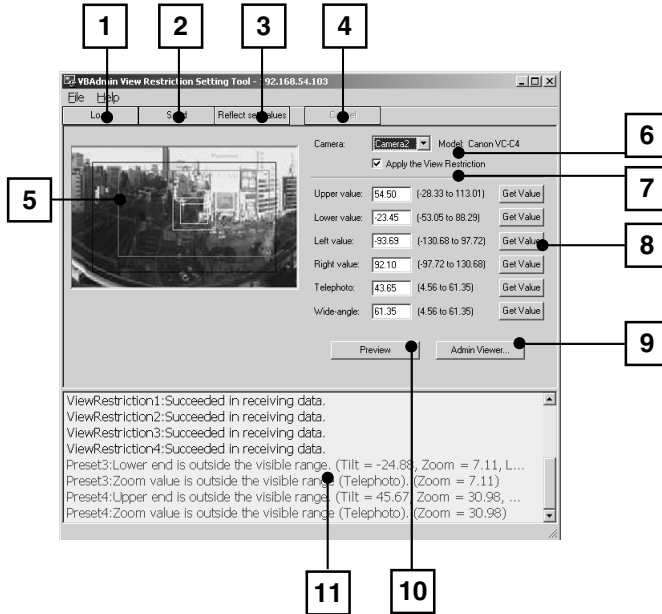 1 2 3 4
VBAdmin View Restriction Setting Tool - 192.168.54.103
File Help
Reflect set values
Camera: Camera2 Model: Canon VC-C4
6
Apply the View Restriction
7
5
Upper value: 54.50 (-28.33 to 113.01) Get Value
Lower value: -23.45 (-53.05 to 88.29) Get Value
Left value: -93.69 (-130.68 to 97.72) Get Value
8
Right value: 92.10 (-97.72 to 130.68) Get Value
Telephoto: 43.65 (4.56 to 61.35) Get Value
Wide-angle: 61.35 (4.56 to 61.35) Get Value
Preview Admin Viewer...
9
ViewRestriction1:Succeeded in receiving data.
ViewRestriction2:Succeeded in receiving data.
ViewRestriction3:Succeeded in receiving data.
ViewRestriction4:Succeeded in receiving data.
Preset3:Lower end is outside the visible range. (Tilt = -24.88, Zoom = 7.11, L...
Preset3:Zoom value is outside the visible range (Telephoto). (Zoom = 7.11)
Preset4:Upper end is outside the visible range. (Tilt = 45.67, Zoom = 30.98, ...
Preset4:Zoom value is outside the visible range (Telephoto). (Zoom = 30.98)
11 10